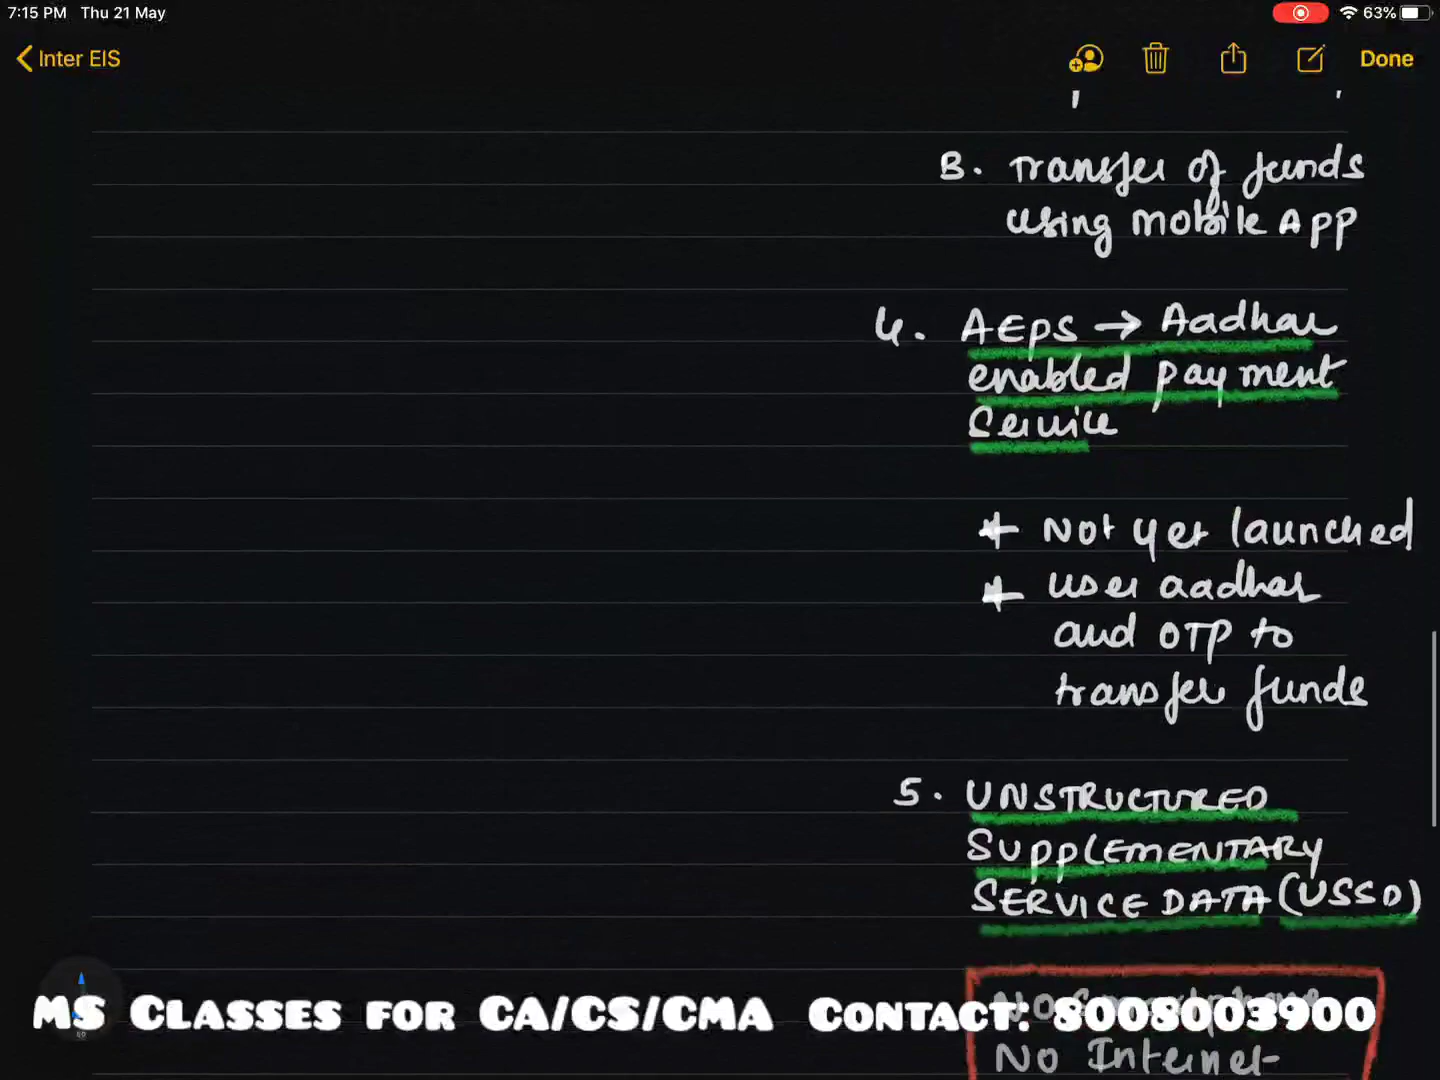 7:15 PM Thu 21 May
63%
Inter EIS
Done
B. Transfer of funds
using mobile App
4. AEPS → Aadhar
enabled payment
Service
* Not yet launched
* User aadhar
and OTP to
transfer funds
5. UNSTRUCTURED
SUPPLEMENTARY
SERVICE DATA (USSD)
No Smartphone
MS Classes for CA/CS/CMA Contact: 8008003900
No Internet